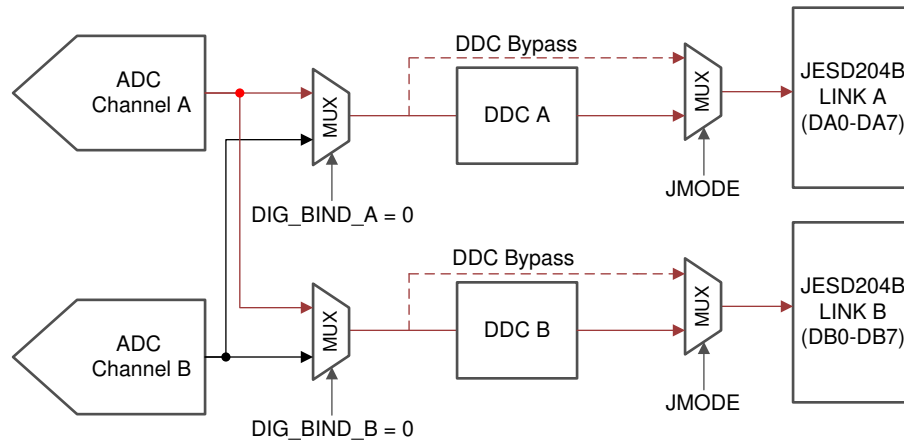 ADC
Channel A
MUX
DIG_BIND_A = 0
DDC Bypass
DDC A
MUX
JMODE
JESD204B
LINK A
(DA0-DA7)
ADC
Channel B
MUX
DIG_BIND_B = 0
DDC Bypass
DDC B
MUX
JMODE
JESD204B
LINK B
(DB0-DB7)